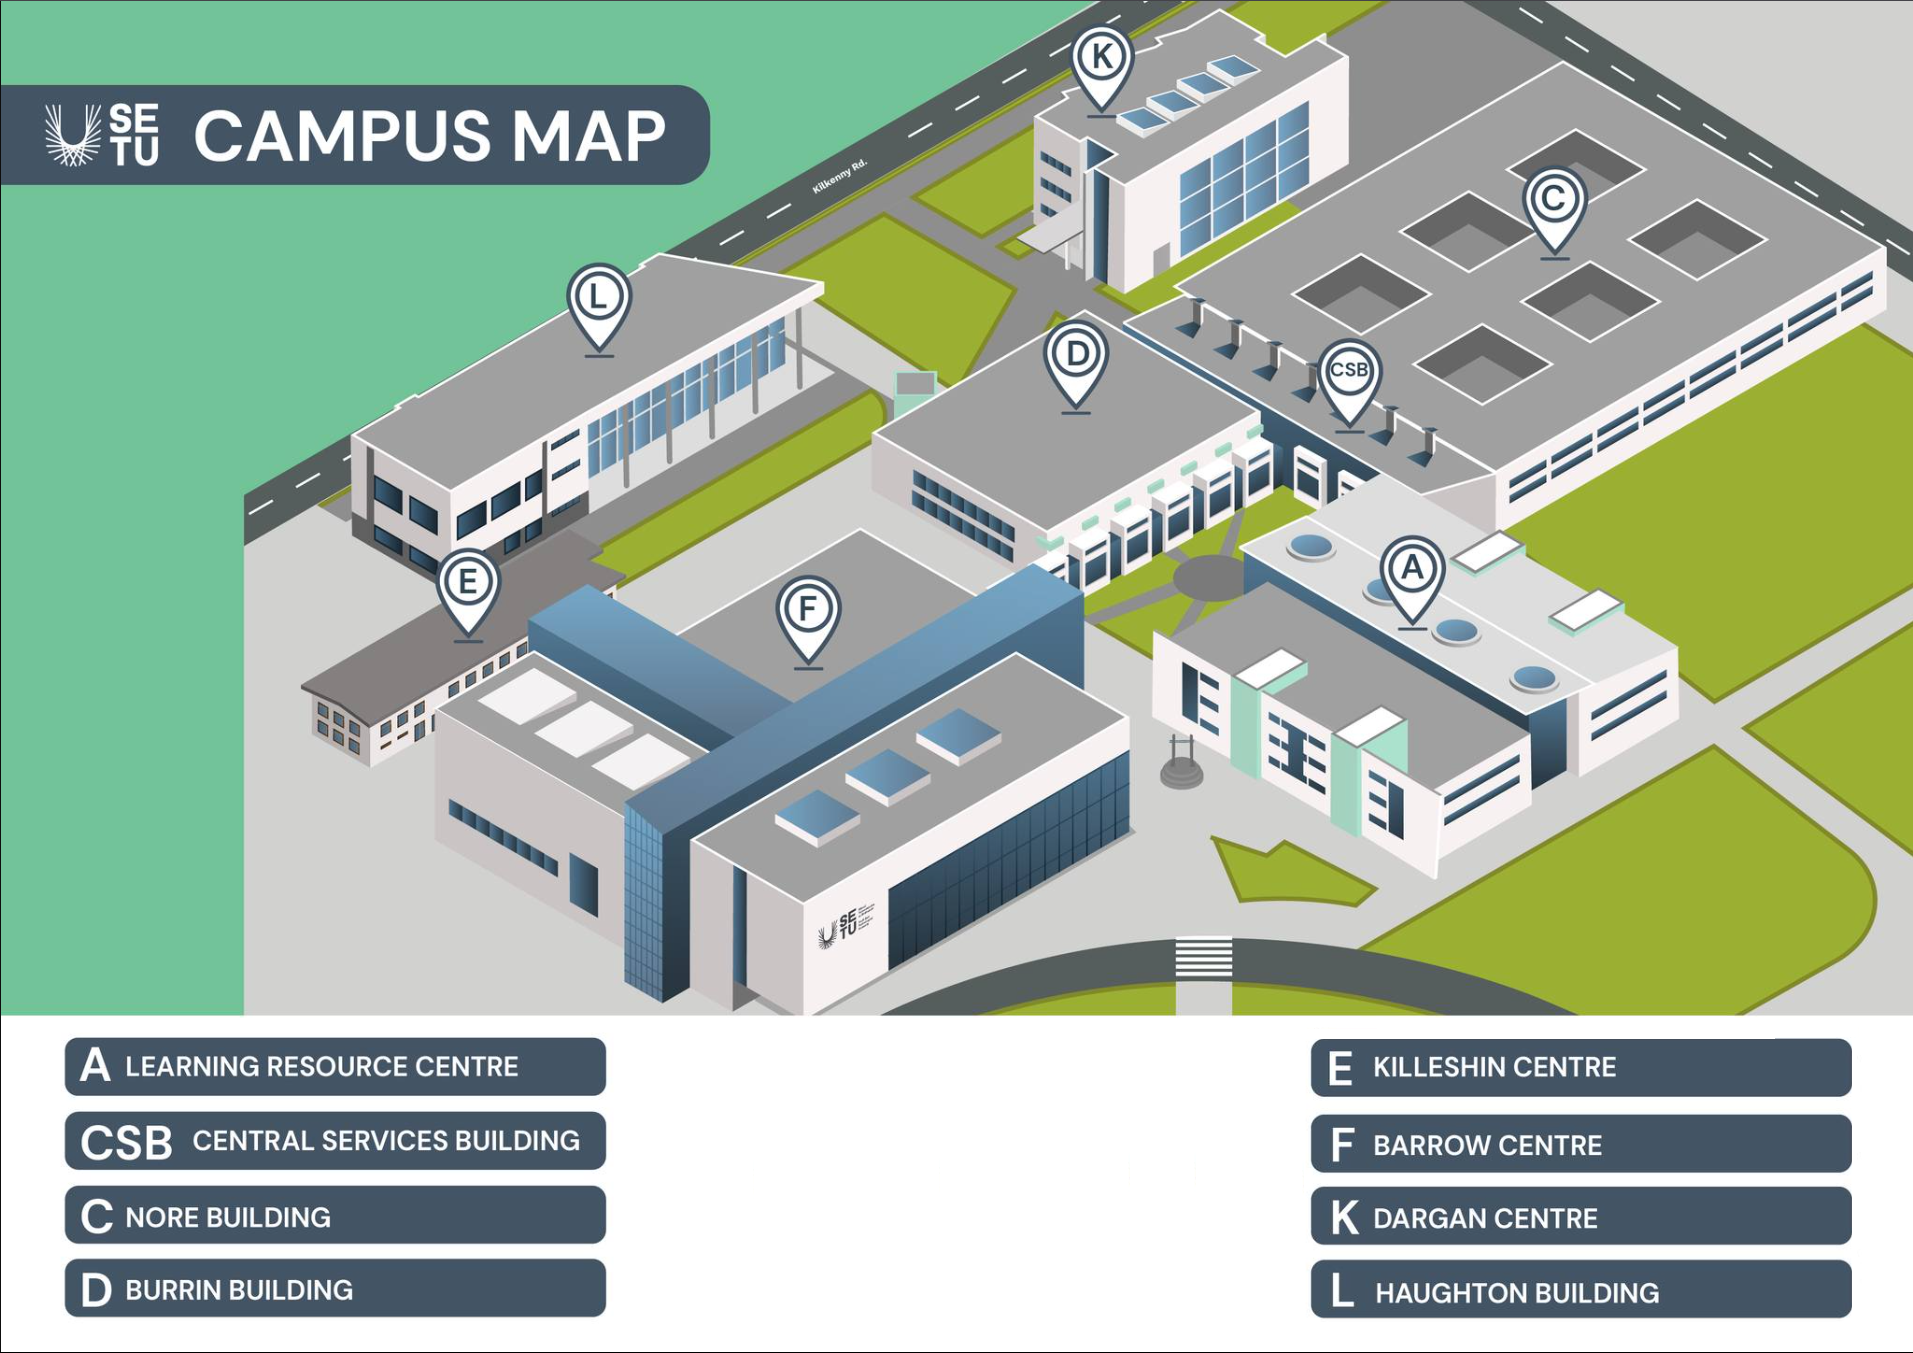 SE
TU
CAMPUS MAP
K
Kilkenny Rd.
C
L
D
CSB
A
E
F
SE
TU
A LEARNING RESOURCE CENTRE
CSB CENTRAL SERVICES BUILDING
C NORE BUILDING
D BURRIN BUILDING
E KILLESHIN CENTRE
F BARROW CENTRE
K DARGAN CENTRE
L HAUGHTON BUILDING